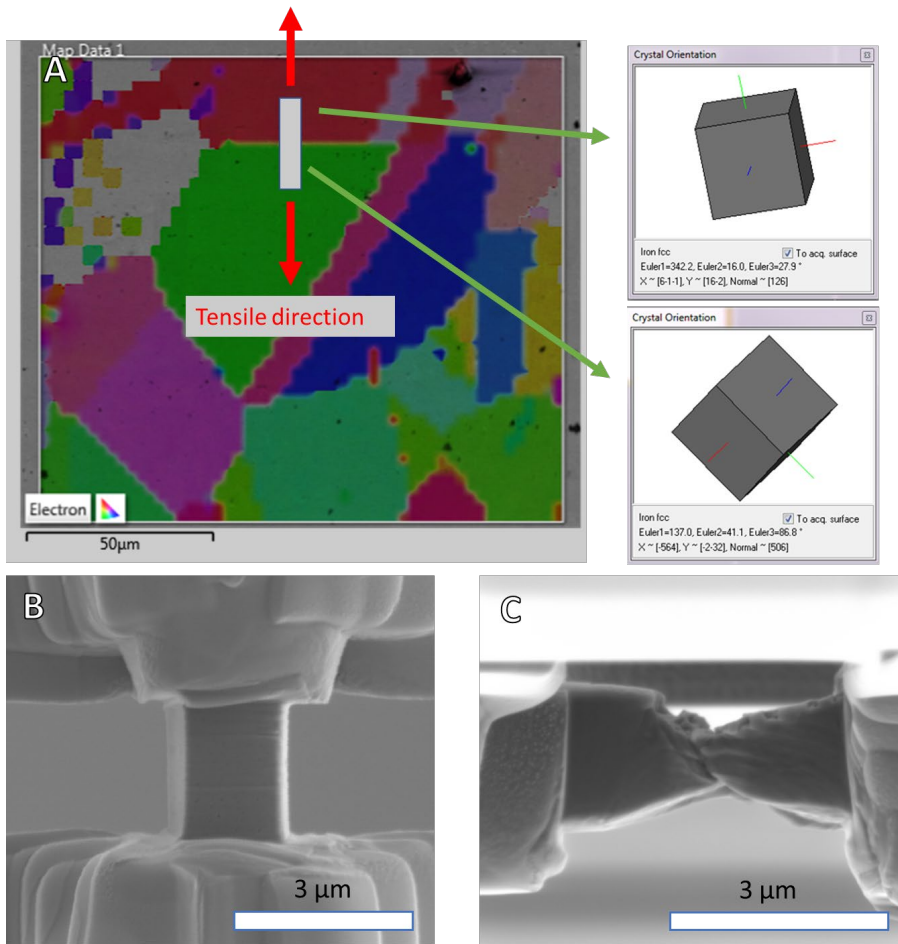 Map Data 1
A
Tensile direction
Electron
50µm
Crystal Orientation
Iron fcc
To acq. surface
Euler1=342.2, Euler2=16.0, Euler3=27.9 °
X ~ [6-1-1], Y ~ [16-2], Normal ~ [126]
Crystal Orientation
Iron fcc
To acq. surface
Euler1=137.0, Euler2=41.1, Euler3=86.8 °
X ~ [-564], Y ~ [-2-32], Normal ~ [506]
B
3 µm
C
3 µm